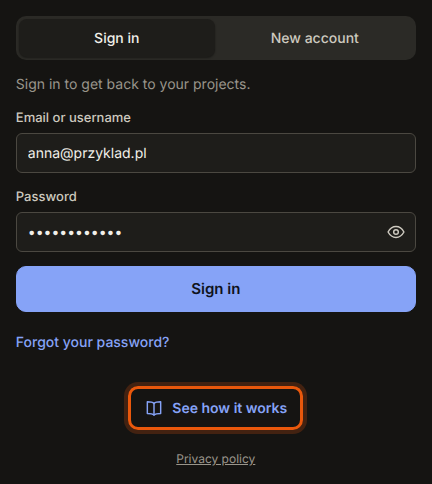 Sign in
New account
Sign in to get back to your projects.
Email or username
anna@przyklad.pl
Password
••••••••••••
Sign in
Forgot your password?
See how it works
Privacy policy